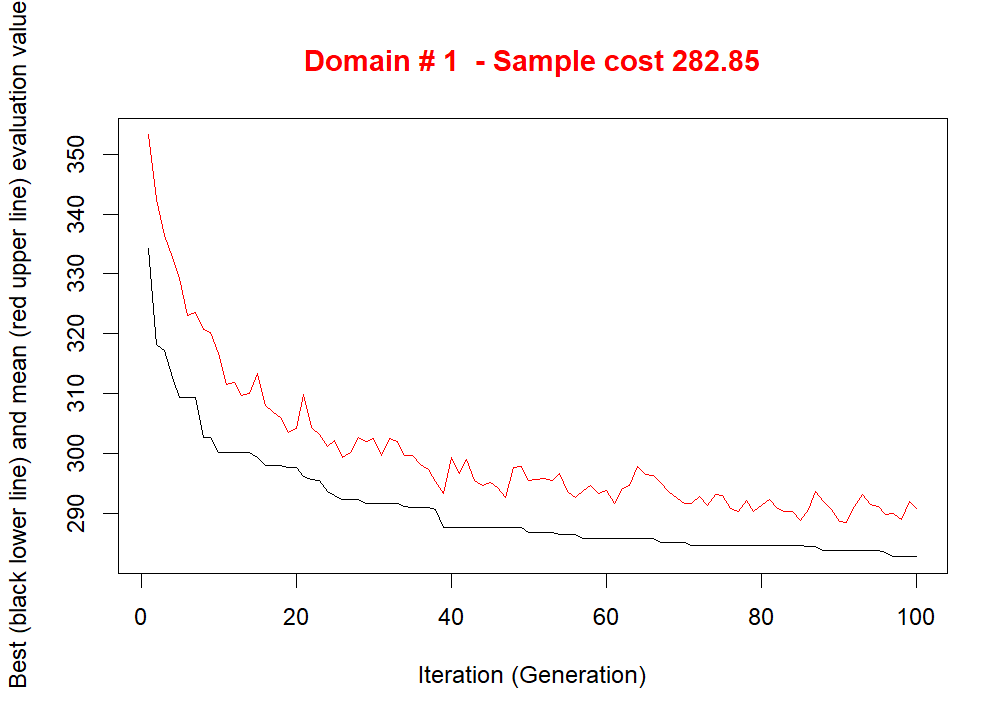 Domain # 1  - Sample cost 282.85
Best (black lower line) and mean (red upper line) evaluation value
350
340
330
320
310
300
290
0 20 40 60 80 100
Iteration (Generation)